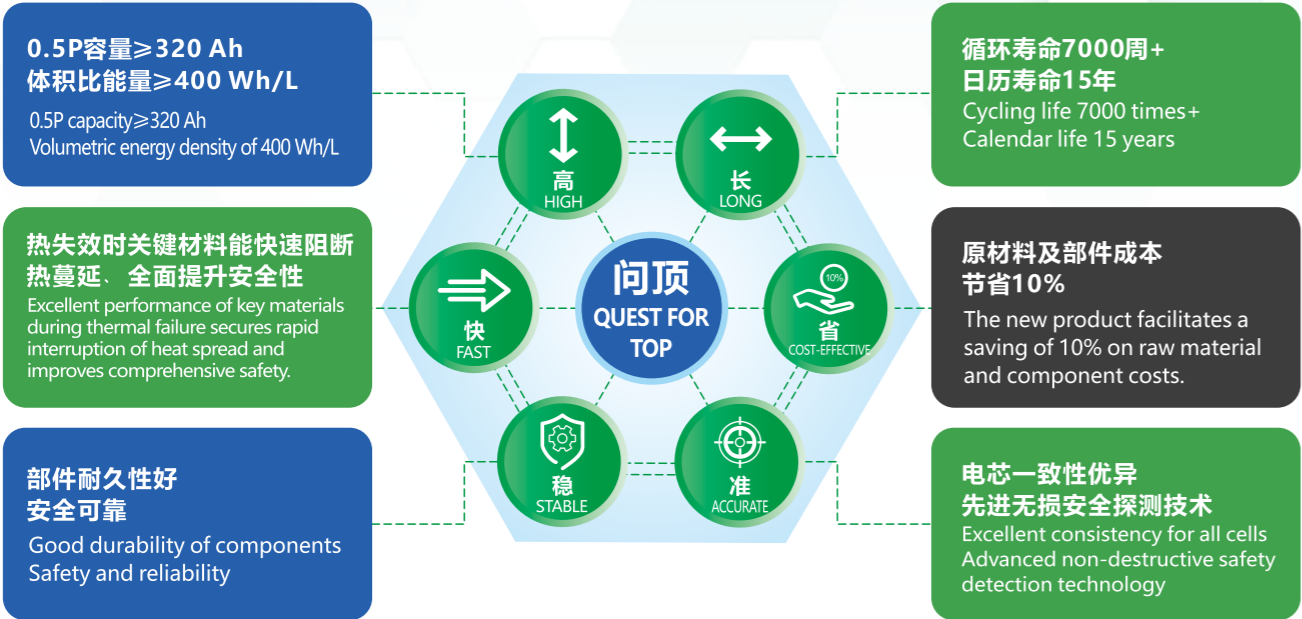 0.5P容量≥320 Ah
体积比能量≥400 Wh/L
0.5P capacity≥320 Ah
Volumetric energy density of 400 Wh/L
热失效时关键材料能快速阻断
热蔓延、全面提升安全性
Excellent performance of key materials
during thermal failure secures rapid
interruption of heat spread and
improves comprehensive safety.
部件耐久性好
安全可靠
Good durability of components
Safety and reliability
高
HIGH
长
LONG
快
FAST
问顶
QUEST FOR
TOP
10%
省
COST-EFFECTIVE
稳
STABLE
准
ACCURATE
循环寿命7000周+
日历寿命15年
Cycling life 7000 times+
Calendar life 15 years
原材料及部件成本
节省10%
The new product facilitates a
saving of 10% on raw material
and component costs.
电芯一致性优异
先进无损安全探测技术
Excellent consistency for all cells
Advanced non-destructive safety
detection technology